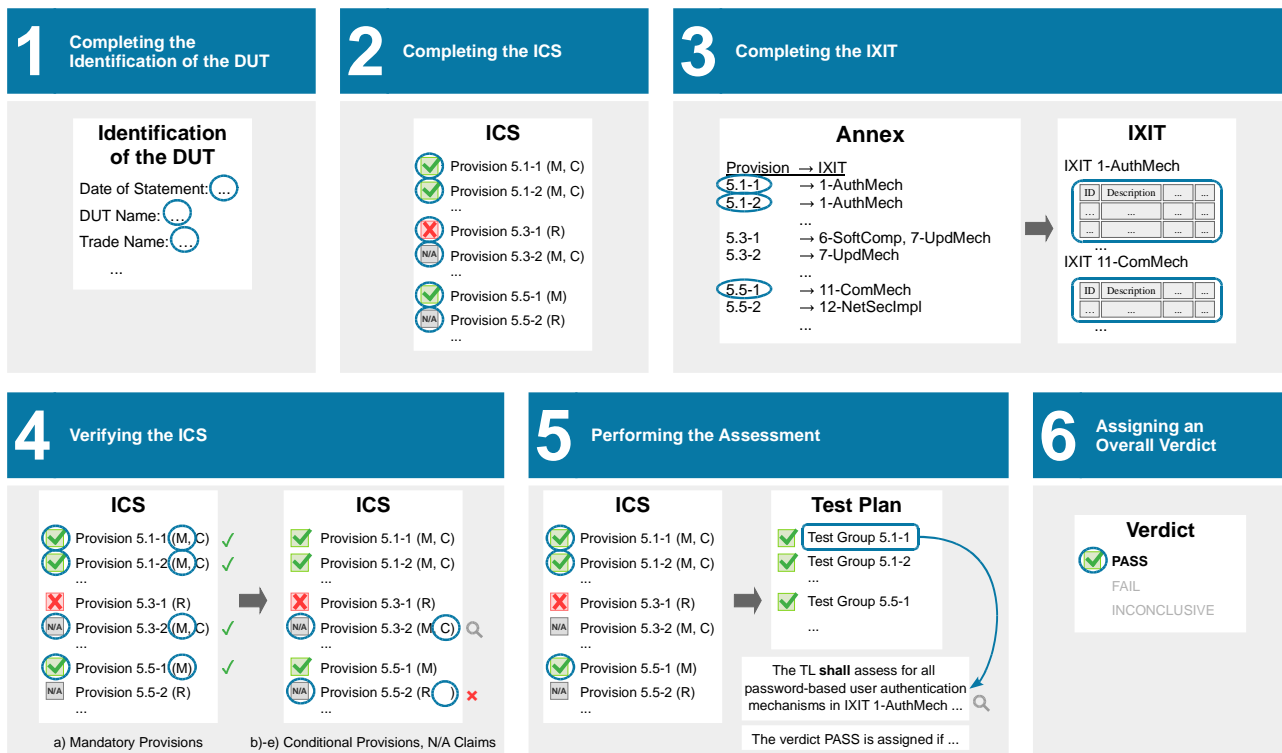 1
Completing the
Identification of the DUT
Identification
of the DUT
Date of Statement: ...
DUT Name: ...
Trade Name: ...
...
2
Completing the ICS
ICS
Provision 5.1-1 (M, C)
Provision 5.1-2 (M, C)
...
Provision 5.3-1 (R)
N/A Provision 5.3-2 (M, C)
...
Provision 5.5-1 (M)
N/A Provision 5.5-2 (R)
...
3
Completing the IXIT
Annex
Provision → IXIT
5.1-1 → 1-AuthMech
5.1-2 → 1-AuthMech
...
5.3-1 → 6-SoftComp, 7-UpdMech
5.3-2 → 7-UpdMech
...
5.5-1 → 11-ComMech
5.5-2 → 12-NetSecImpl
...
IXIT
IXIT 1-AuthMech
ID Description ... ...
... ... ... ...
... ... ... ...
...
IXIT 11-ComMech
ID Description ... ...
... ... ... ...
...
4
Verifying the ICS
ICS
Provision 5.1-1 (M, C)
Provision 5.1-2 (M, C)
...
Provision 5.3-1 (R)
N/A Provision 5.3-2 (M, C)
...
Provision 5.5-1 (M)
N/A Provision 5.5-2 (R)
...
a) Mandatory Provisions
ICS
Provision 5.1-1 (M, C)
Provision 5.1-2 (M, C)
...
Provision 5.3-1 (R)
N/A Provision 5.3-2 (M, C)
...
Provision 5.5-1 (M)
N/A Provision 5.5-2 (R )
...
b)-e) Conditional Provisions, N/A Claims
5
Performing the Assessment
ICS
Provision 5.1-1 (M, C)
Provision 5.1-2 (M, C)
...
Provision 5.3-1 (R)
N/A Provision 5.3-2 (M, C)
...
Provision 5.5-1 (M)
N/A Provision 5.5-2 (R)
...
Test Plan
Test Group 5.1-1
Test Group 5.1-2
...
Test Group 5.5-1
...
The TL shall assess for all
password-based user authentication
mechanisms in IXIT 1-AuthMech ...
The verdict PASS is assigned if ...
6
Assigning an
Overall Verdict
Verdict
PASS
FAIL
INCONCLUSIVE